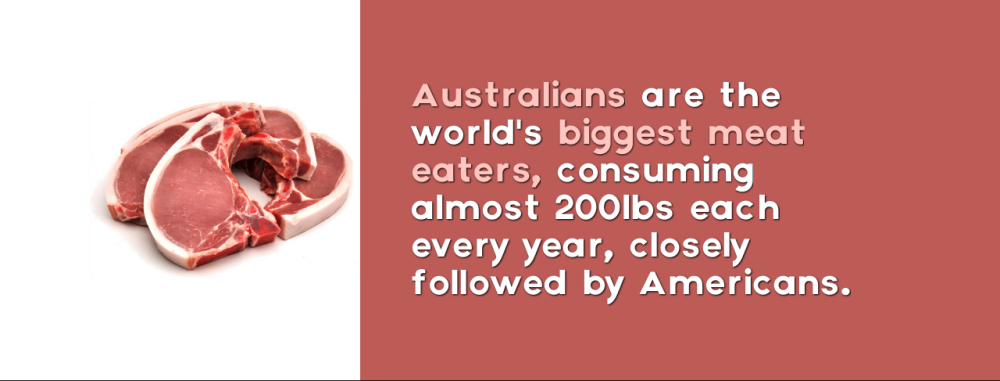 Australians are the
world's biggest meat
eaters, consuming
almost 200lbs each
every year, closely
followed by Americans.